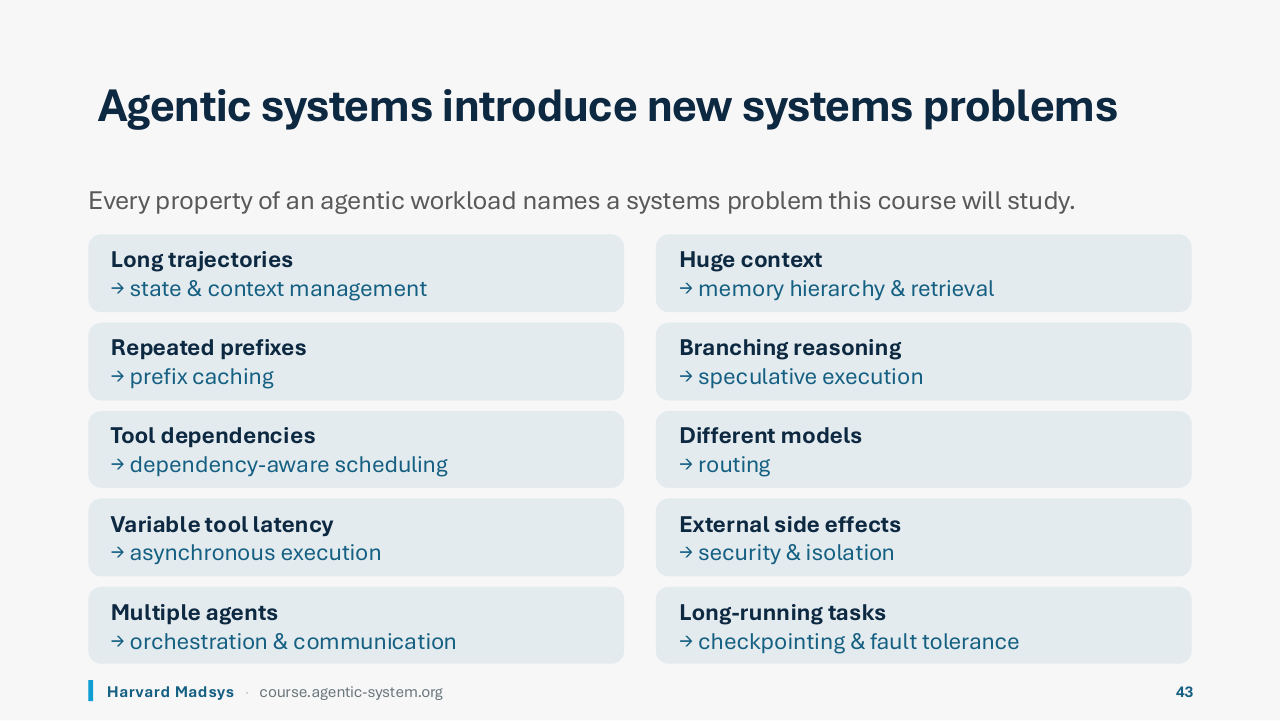 Agentic systems introduce new systems problems
Every property of an agentic workload names a systems problem this course will study.
Long trajectories
→ state & context management
Huge context
→ memory hierarchy & retrieval
Repeated prefixes
→ prefix caching
Branching reasoning
→ speculative execution
Tool dependencies
→ dependency-aware scheduling
Different models
→ routing
Variable tool latency
→ asynchronous execution
External side effects
→ security & isolation
Multiple agents
→ orchestration & communication
Long-running tasks
→ checkpointing & fault tolerance
Harvard Madsys · course.agentic-system.org
43